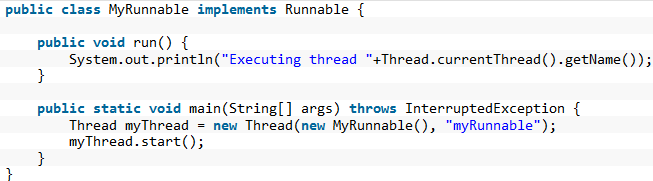 public class MyRunnable implements Runnable {
public void run() {
System.out.println("Executing thread "+Thread.currentThread().getName());
}
public static void main(String[] args) throws InterruptedException {
Thread myThread = new Thread(new MyRunnable(), "myRunnable");
myThread.start();
}
}